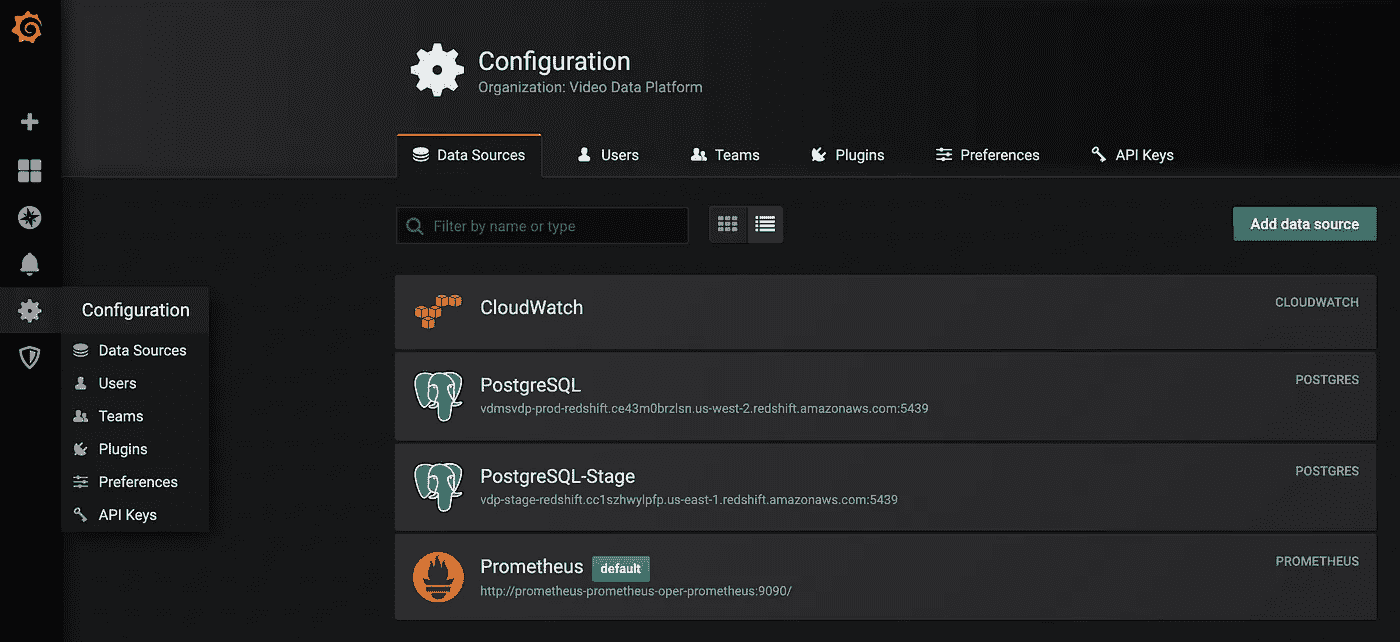 Configuration
Organization: Video Data Platform
Data Sources Users Teams Plugins Preferences API Keys
Filter by name or type
Add data source
Configuration
Data Sources
Users
Teams
Plugins
Preferences
API Keys
CloudWatch
CLOUDWATCH
PostgreSQL
POSTGRES
vdmsvdp-prod-redshift.ce43m0brzlsn.us-west-2.redshift.amazonaws.com:5439
PostgreSQL-Stage
POSTGRES
vdp-stage-redshift.cc1szhwylpfp.us-east-1.redshift.amazonaws.com:5439
Prometheus default
PROMETHEUS
http://prometheus-prometheus-oper-prometheus:9090/